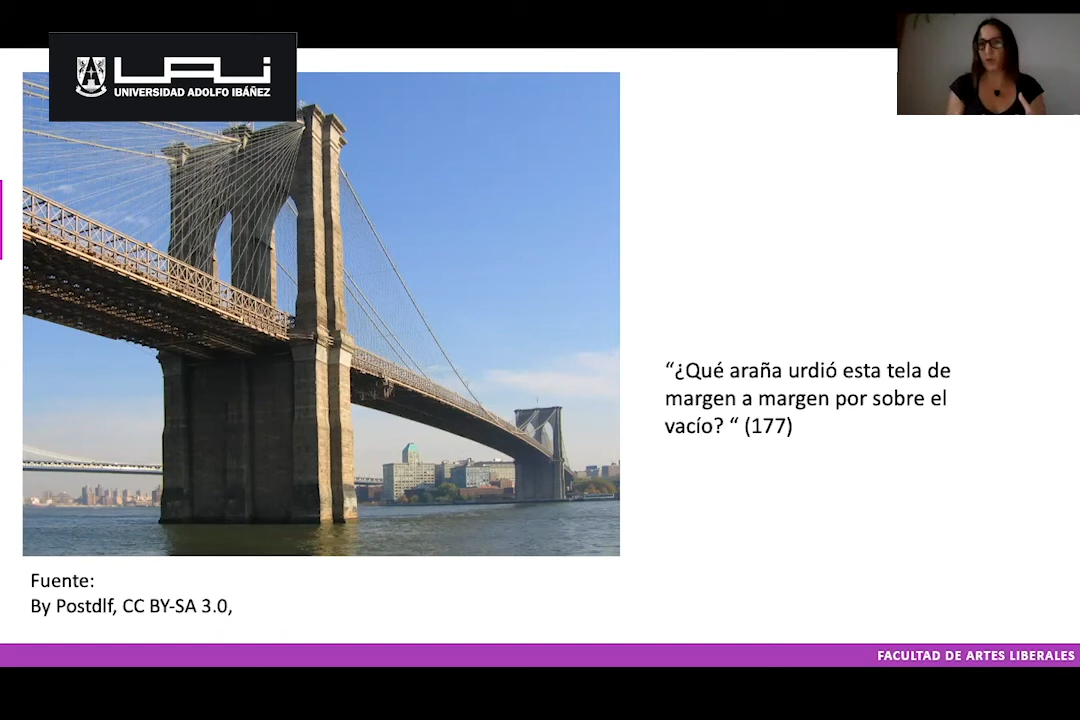 UAI
UNIVERSIDAD ADOLFO IBÁÑEZ
“¿Qué araña urdió esta tela de
margen a margen por sobre el
vacío? “ (177)
Fuente:
By Postdlf, CC BY-SA 3.0,
FACULTAD DE ARTES LIBERALES